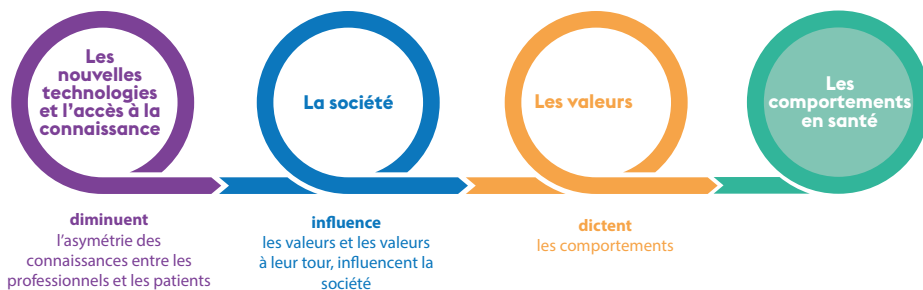 Les
nouvelles
technologies
et l'accès à la
connaissance
diminuent
l'asymétrie des
connaissances entre les
professionnels et les patients
La société
influence
les valeurs et les valeurs
à leur tour, influencent la
société
Les valeurs
dictent
les comportements
Les
comportements
en santé